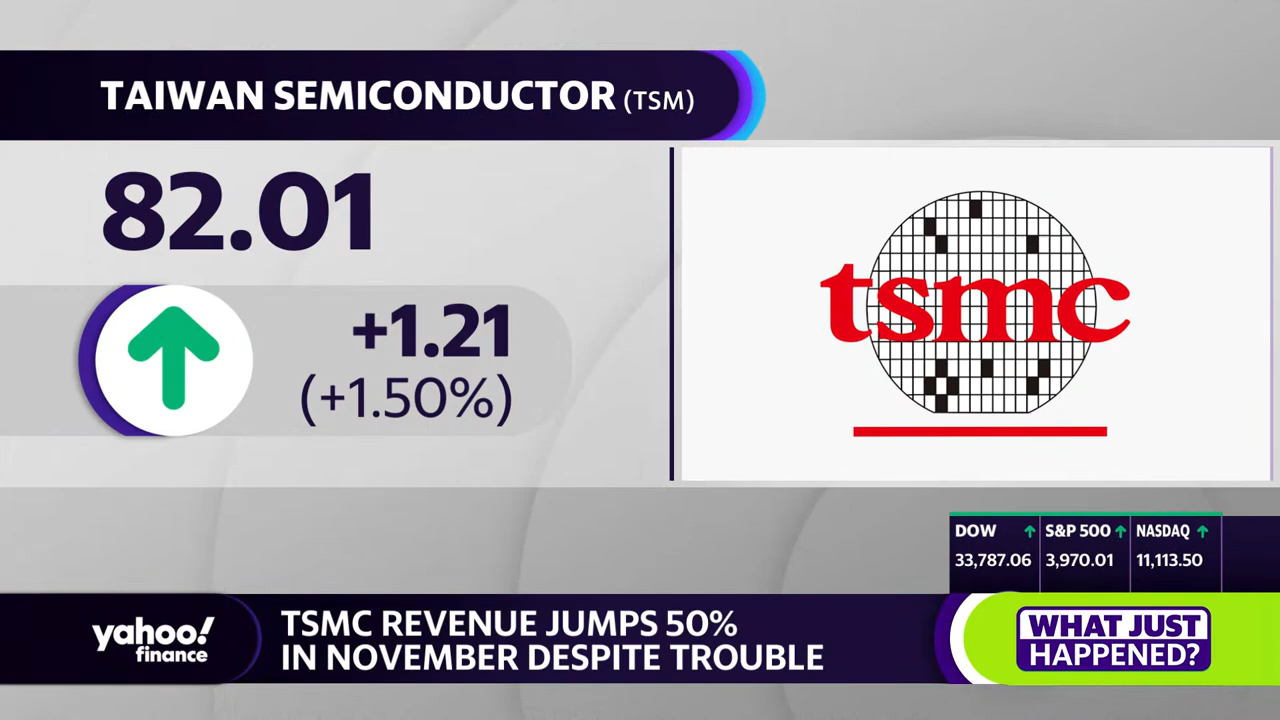 TAIWAN SEMICONDUCTOR (TSM)
82.01
+1.21
(+1.50%)
tsmc
DOW
33,787.06
S&P 500
3,970.01
NASDAQ
11,113.50
yahoo!
finance
TSMC REVENUE JUMPS 50%
IN NOVEMBER DESPITE TROUBLE
WHAT JUST
HAPPENED?